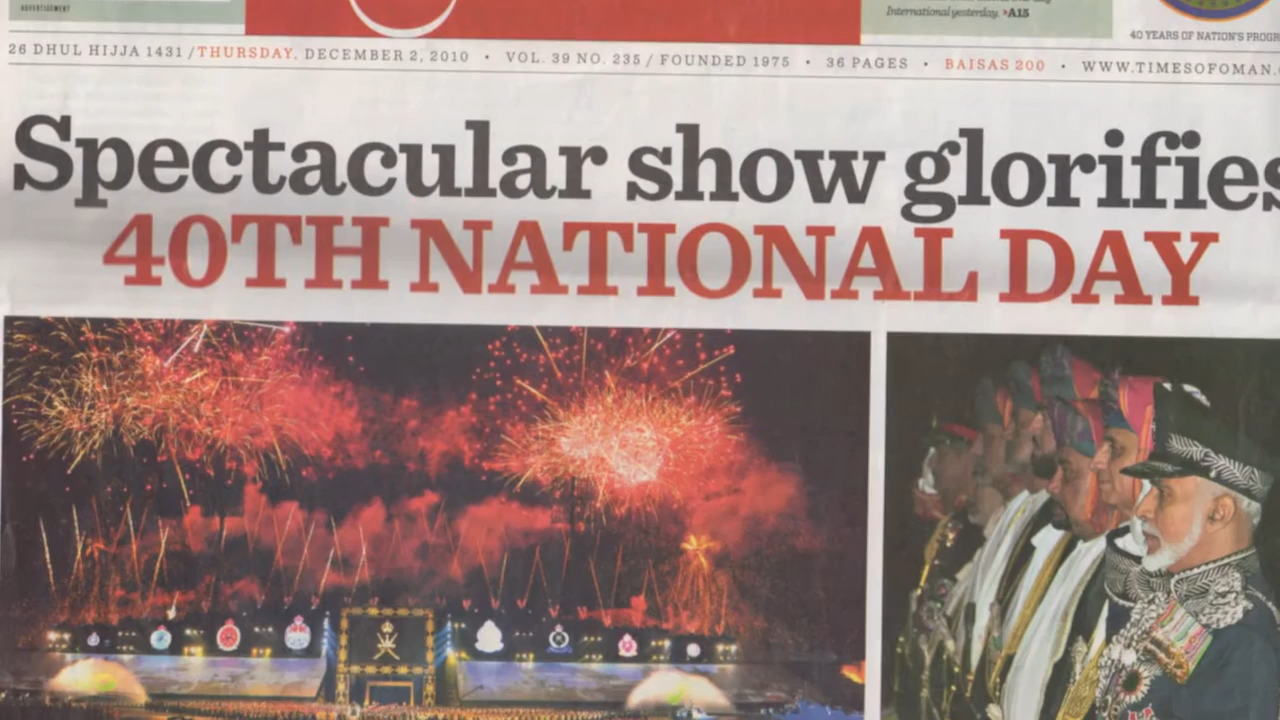 ADVERTISEMENT
International yesterday. >A15
40 YEARS OF NATION'S PROGR
26 DHUL HIJJA 1431 / THURSDAY, DECEMBER 2, 2010 • VOL. 39 NO. 235 / FOUNDED 1975 • 36 PAGES • BAISAS 200 • WWW.TIMESOFOMAN.
Spectacular show glorifies
40TH NATIONAL DAY